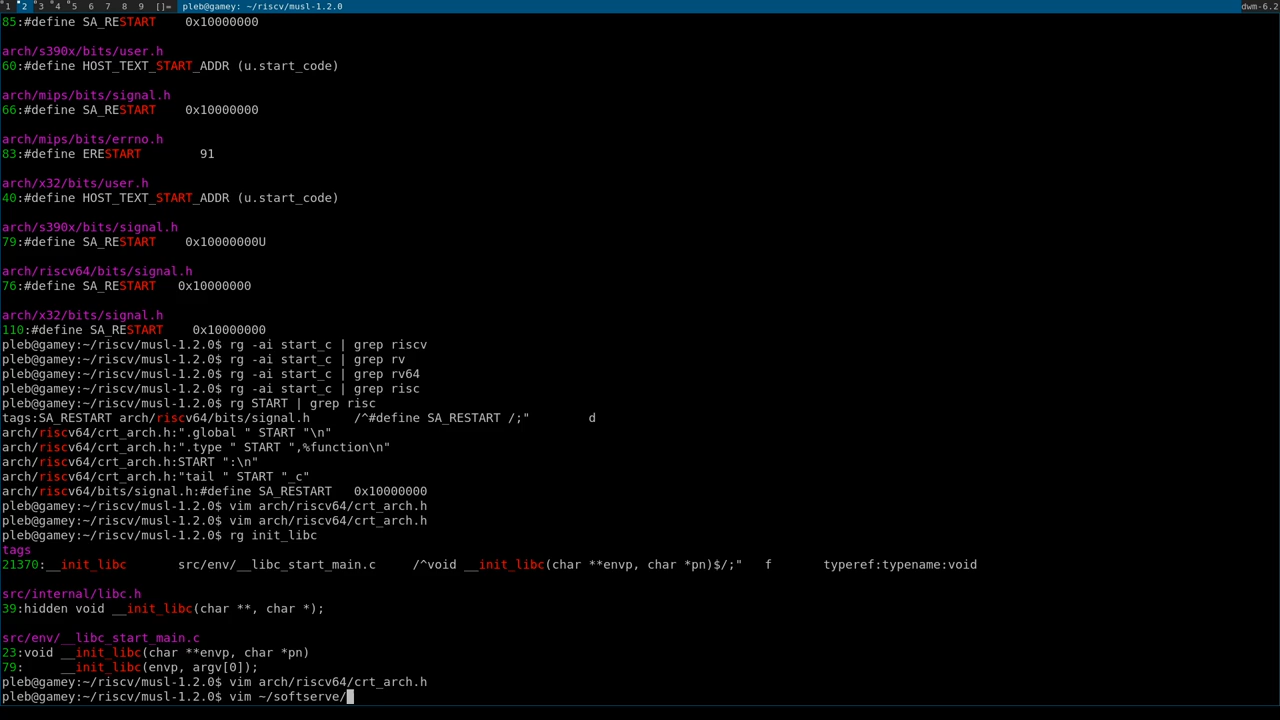 1 2 3 4 5 6 7 8 9 []= pleb@gamey: ~/riscv/musl-1.2.0 dwm-6.2
85:#define SA_RESTART 0x10000000
arch/s390x/bits/user.h
60:#define HOST_TEXT_START_ADDR (u.start_code)
arch/mips/bits/signal.h
66:#define SA_RESTART 0x10000000
arch/mips/bits/errno.h
83:#define ERESTART 91
arch/x32/bits/user.h
40:#define HOST_TEXT_START_ADDR (u.start_code)
arch/s390x/bits/signal.h
79:#define SA_RESTART 0x10000000U
arch/riscv64/bits/signal.h
76:#define SA_RESTART 0x10000000
arch/x32/bits/signal.h
110:#define SA_RESTART 0x10000000
pleb@gamey:~/riscv/musl-1.2.0$ rg -ai start_c | grep riscv
pleb@gamey:~/riscv/musl-1.2.0$ rg -ai start_c | grep rv
pleb@gamey:~/riscv/musl-1.2.0$ rg -ai start_c | grep rv64
pleb@gamey:~/riscv/musl-1.2.0$ rg -ai start_c | grep risc
pleb@gamey:~/riscv/musl-1.2.0$ rg START | grep risc
tags:SA_RESTART arch/riscv64/bits/signal.h /^#define SA_RESTART /;" d
arch/riscv64/crt_arch.h:".global " START "\n"
arch/riscv64/crt_arch.h:".type " START ",%function\n"
arch/riscv64/crt_arch.h:START ":\n"
arch/riscv64/crt_arch.h:"tail " START "_c"
arch/riscv64/bits/signal.h:#define SA_RESTART 0x10000000
pleb@gamey:~/riscv/musl-1.2.0$ vim arch/riscv64/crt_arch.h
pleb@gamey:~/riscv/musl-1.2.0$ vim arch/riscv64/crt_arch.h
pleb@gamey:~/riscv/musl-1.2.0$ rg init_libc
tags
21370:__init_libc src/env/__libc_start_main.c /^void __init_libc(char **envp, char *pn)$/;" f typeref:typename:void
src/internal/libc.h
39:hidden void __init_libc(char **, char *);
src/env/__libc_start_main.c
23:void __init_libc(char **envp, char *pn)
79: __init_libc(envp, argv[0]);
pleb@gamey:~/riscv/musl-1.2.0$ vim arch/riscv64/crt_arch.h
pleb@gamey:~/riscv/musl-1.2.0$ vim ~/softserve/